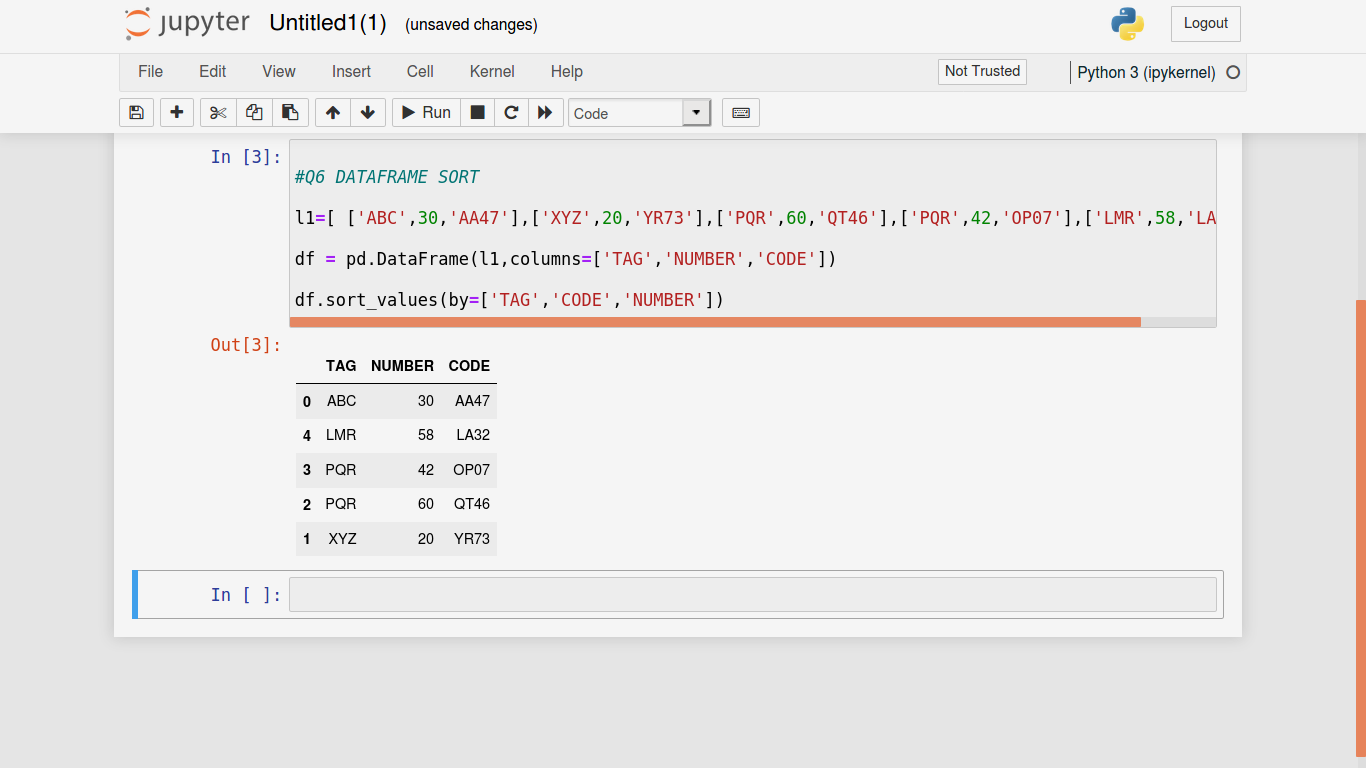 jupyter Untitled1(1) (unsaved changes) Logout
File Edit View Insert Cell Kernel Help Not Trusted Python 3 (ipykernel)
Run Code
In [3]:
#Q6 DATAFRAME SORT
l1=[ ['ABC',30,'AA47'],['XYZ',20,'YR73'],['PQR',60,'QT46'],['PQR',42,'OP07'],['LMR',58,'LA
df = pd.DataFrame(l1,columns=['TAG','NUMBER','CODE'])
df.sort_values(by=['TAG','CODE','NUMBER'])
Out[3]:
TAG NUMBER CODE
0 ABC 30 AA47
4 LMR 58 LA32
3 PQR 42 OP07
2 PQR 60 QT46
1 XYZ 20 YR73
In [ ]: